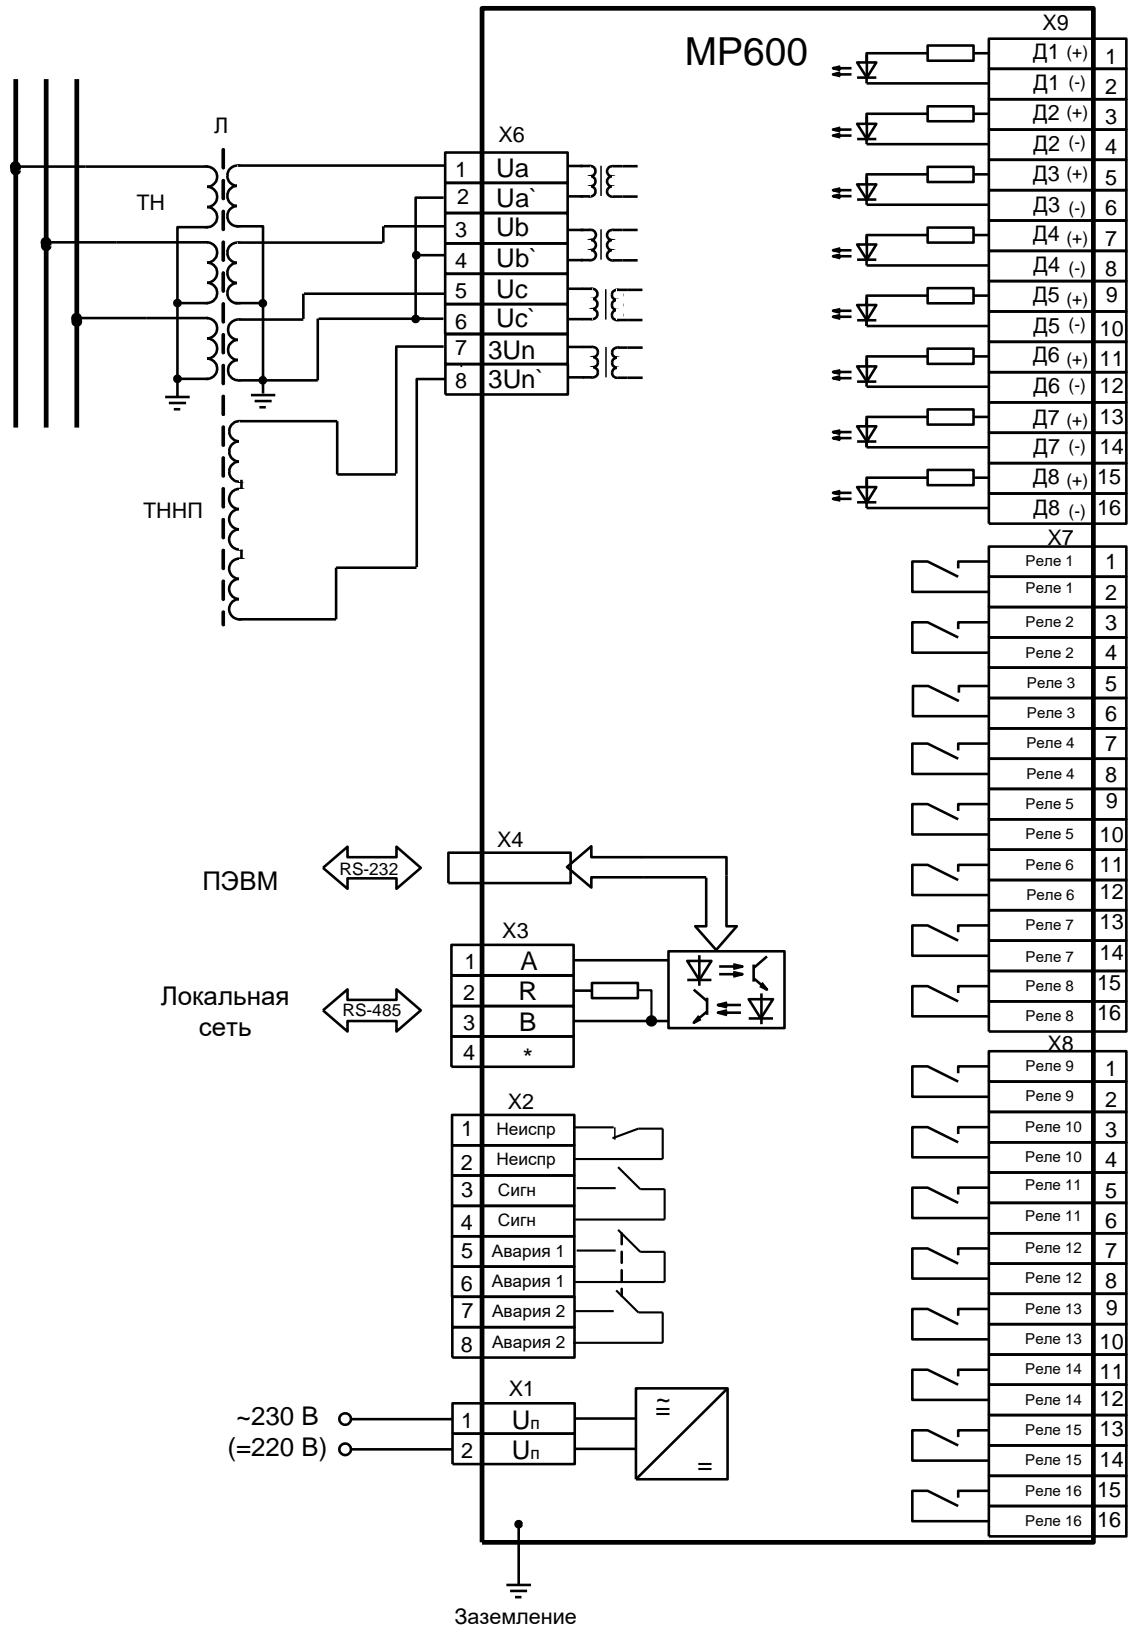 МР600
Л
ТН
ТННП
X6
1 Ua
2 Ua`
3 Ub
4 Ub`
5 Uc
6 Uc`
7 3Un
8 3Un`
ПЭВМ
RS-232
X4
Локальная
сеть
RS-485
X3
1 A
2 R
3 B
4 *
X2
1 Неиспр
2 Неиспр
3 Сигн
4 Сигн
5 Авария 1
6 Авария 1
7 Авария 2
8 Авария 2
~230 В
(=220 В)
X1
1 Uп
2 Uп
≃
=
Заземление
X9
Д1 (+) 1
Д1 (-) 2
Д2 (+) 3
Д2 (-) 4
Д3 (+) 5
Д3 (-) 6
Д4 (+) 7
Д4 (-) 8
Д5 (+) 9
Д5 (-) 10
Д6 (+) 11
Д6 (-) 12
Д7 (+) 13
Д7 (-) 14
Д8 (+) 15
Д8 (-) 16
X7
Реле 1 1
Реле 1 2
Реле 2 3
Реле 2 4
Реле 3 5
Реле 3 6
Реле 4 7
Реле 4 8
Реле 5 9
Реле 5 10
Реле 6 11
Реле 6 12
Реле 7 13
Реле 7 14
Реле 8 15
Реле 8 16
X8
Реле 9 1
Реле 9 2
Реле 10 3
Реле 10 4
Реле 11 5
Реле 11 6
Реле 12 7
Реле 12 8
Реле 13 9
Реле 13 10
Реле 14 11
Реле 14 12
Реле 15 13
Реле 15 14
Реле 16 15
Реле 16 16